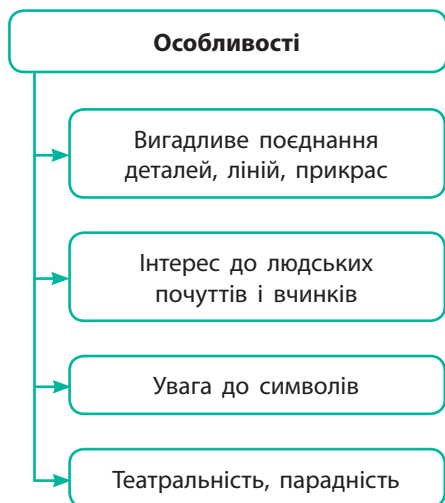 Особливості
Вигадливе поєднання
деталей, ліній, прикрас
Інтерес до людських
почуттів і вчинків
Увага до символів
Театральність, парадність